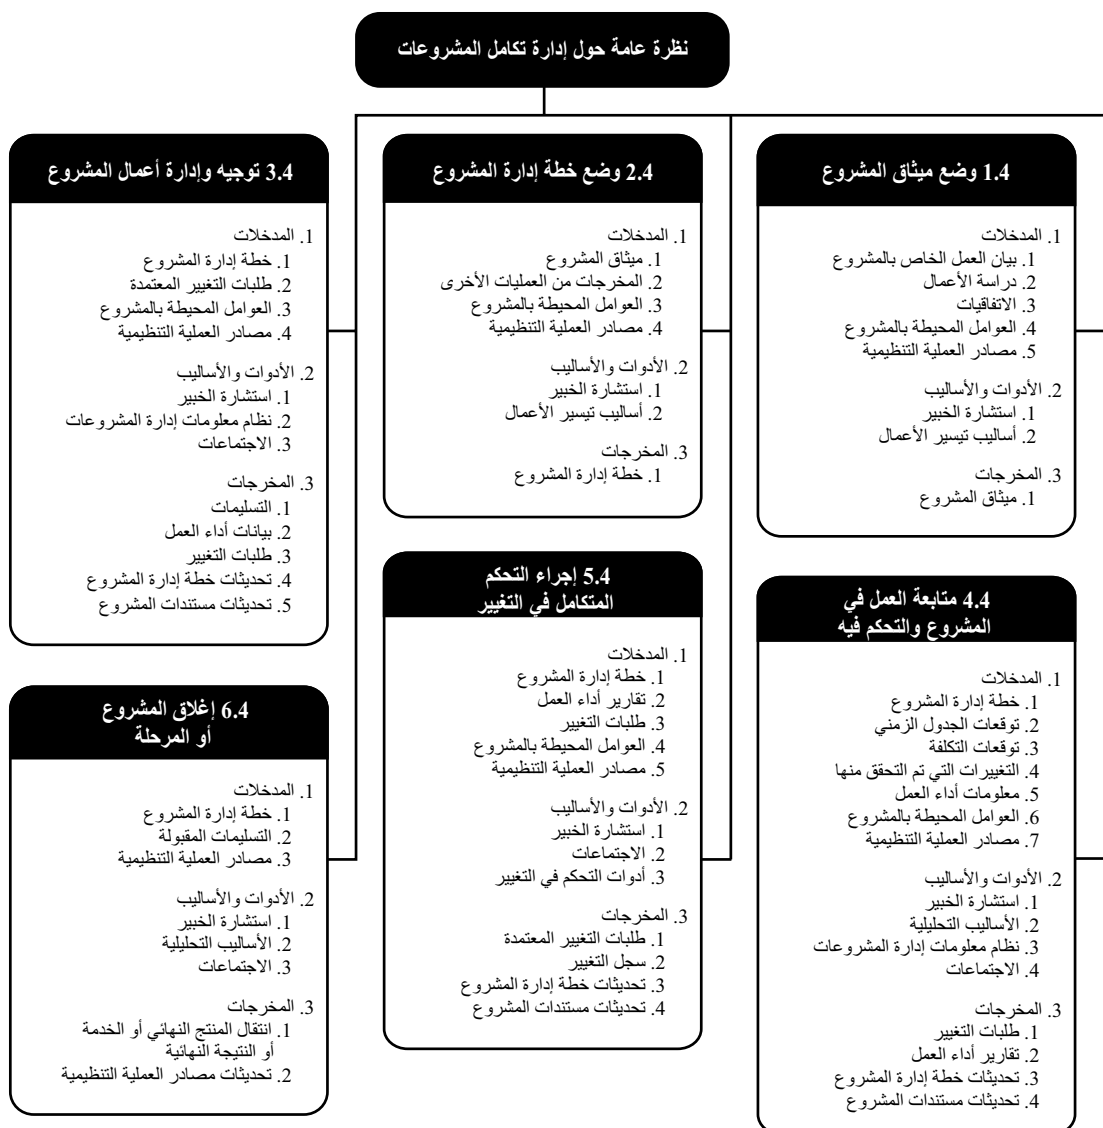 نظرة عامة حول إدارة تكامل المشروعات
1.4 وضع ميثاق المشروع
1. المدخلات
1. بيان العمل الخاص بالمشروع
2. دراسة الأعمال
3. الاتفاقيات
4. العوامل المحيطة بالمشروع
5. مصادر العملية التنظيمية
2. الأدوات والأساليب
1. استشارة الخبير
2. أساليب تيسير الأعمال
3. المخرجات
1. ميثاق المشروع
2.4 وضع خطة إدارة المشروع
1. المدخلات
1. ميثاق المشروع
2. المخرجات من العمليات الأخرى
3. العوامل المحيطة بالمشروع
4. مصادر العملية التنظيمية
2. الأدوات والأساليب
1. استشارة الخبير
2. أساليب تيسير الأعمال
3. المخرجات
1. خطة إدارة المشروع
3.4 توجيه وإدارة أعمال المشروع
1. المدخلات
1. خطة إدارة المشروع
2. طلبات التغيير المعتمدة
3. العوامل المحيطة بالمشروع
4. مصادر العملية التنظيمية
2. الأدوات والأساليب
1. استشارة الخبير
2. نظام معلومات إدارة المشروعات
3. الاجتماعات
3. المخرجات
1. التسليمات
2. بيانات أداء العمل
3. طلبات التغيير
4. تحديثات خطة إدارة المشروع
5. تحديثات مستندات المشروع
4.4 متابعة العمل في
المشروع والتحكم فيه
1. المدخلات
1. خطة إدارة المشروع
2. توقعات الجدول الزمني
3. توقعات التكلفة
4. التغييرات التي تم التحقق منها
5. معلومات أداء العمل
6. العوامل المحيطة بالمشروع
7. مصادر العملية التنظيمية
2. الأدوات والأساليب
1. استشارة الخبير
2. الأساليب التحليلية
3. نظام معلومات إدارة المشروعات
4. الاجتماعات
3. المخرجات
1. طلبات التغيير
2. تقارير أداء العمل
3. تحديثات خطة إدارة المشروع
4. تحديثات مستندات المشروع
5.4 إجراء التحكم
المتكامل في التغيير
1. المدخلات
1. خطة إدارة المشروع
2. تقارير أداء العمل
3. طلبات التغيير
4. العوامل المحيطة بالمشروع
5. مصادر العملية التنظيمية
2. الأدوات والأساليب
1. استشارة الخبير
2. الاجتماعات
3. أدوات التحكم في التغيير
3. المخرجات
1. طلبات التغيير المعتمدة
2. سجل التغيير
3. تحديثات خطة إدارة المشروع
4. تحديثات مستندات المشروع
6.4 إغلاق المشروع
أو المرحلة
1. المدخلات
1. خطة إدارة المشروع
2. التسليمات المقبولة
3. مصادر العملية التنظيمية
2. الأدوات والأساليب
1. استشارة الخبير
2. الأساليب التحليلية
3. الاجتماعات
3. المخرجات
1. انتقال المنتج النهائي أو الخدمة
أو النتيجة النهائية
2. تحديثات مصادر العملية التنظيمية